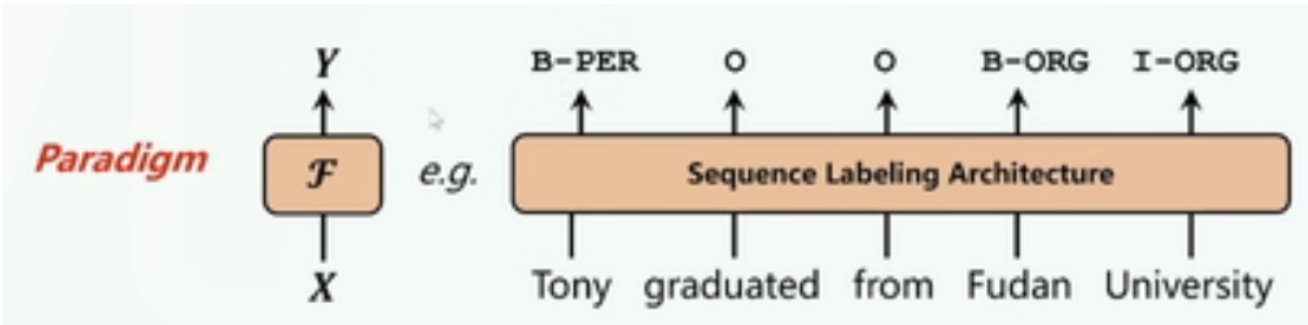 Y
B-PER O O B-ORG I-ORG
Paradigm ℱ e.g. Sequence Labeling Architecture
X
Tony graduated from Fudan University